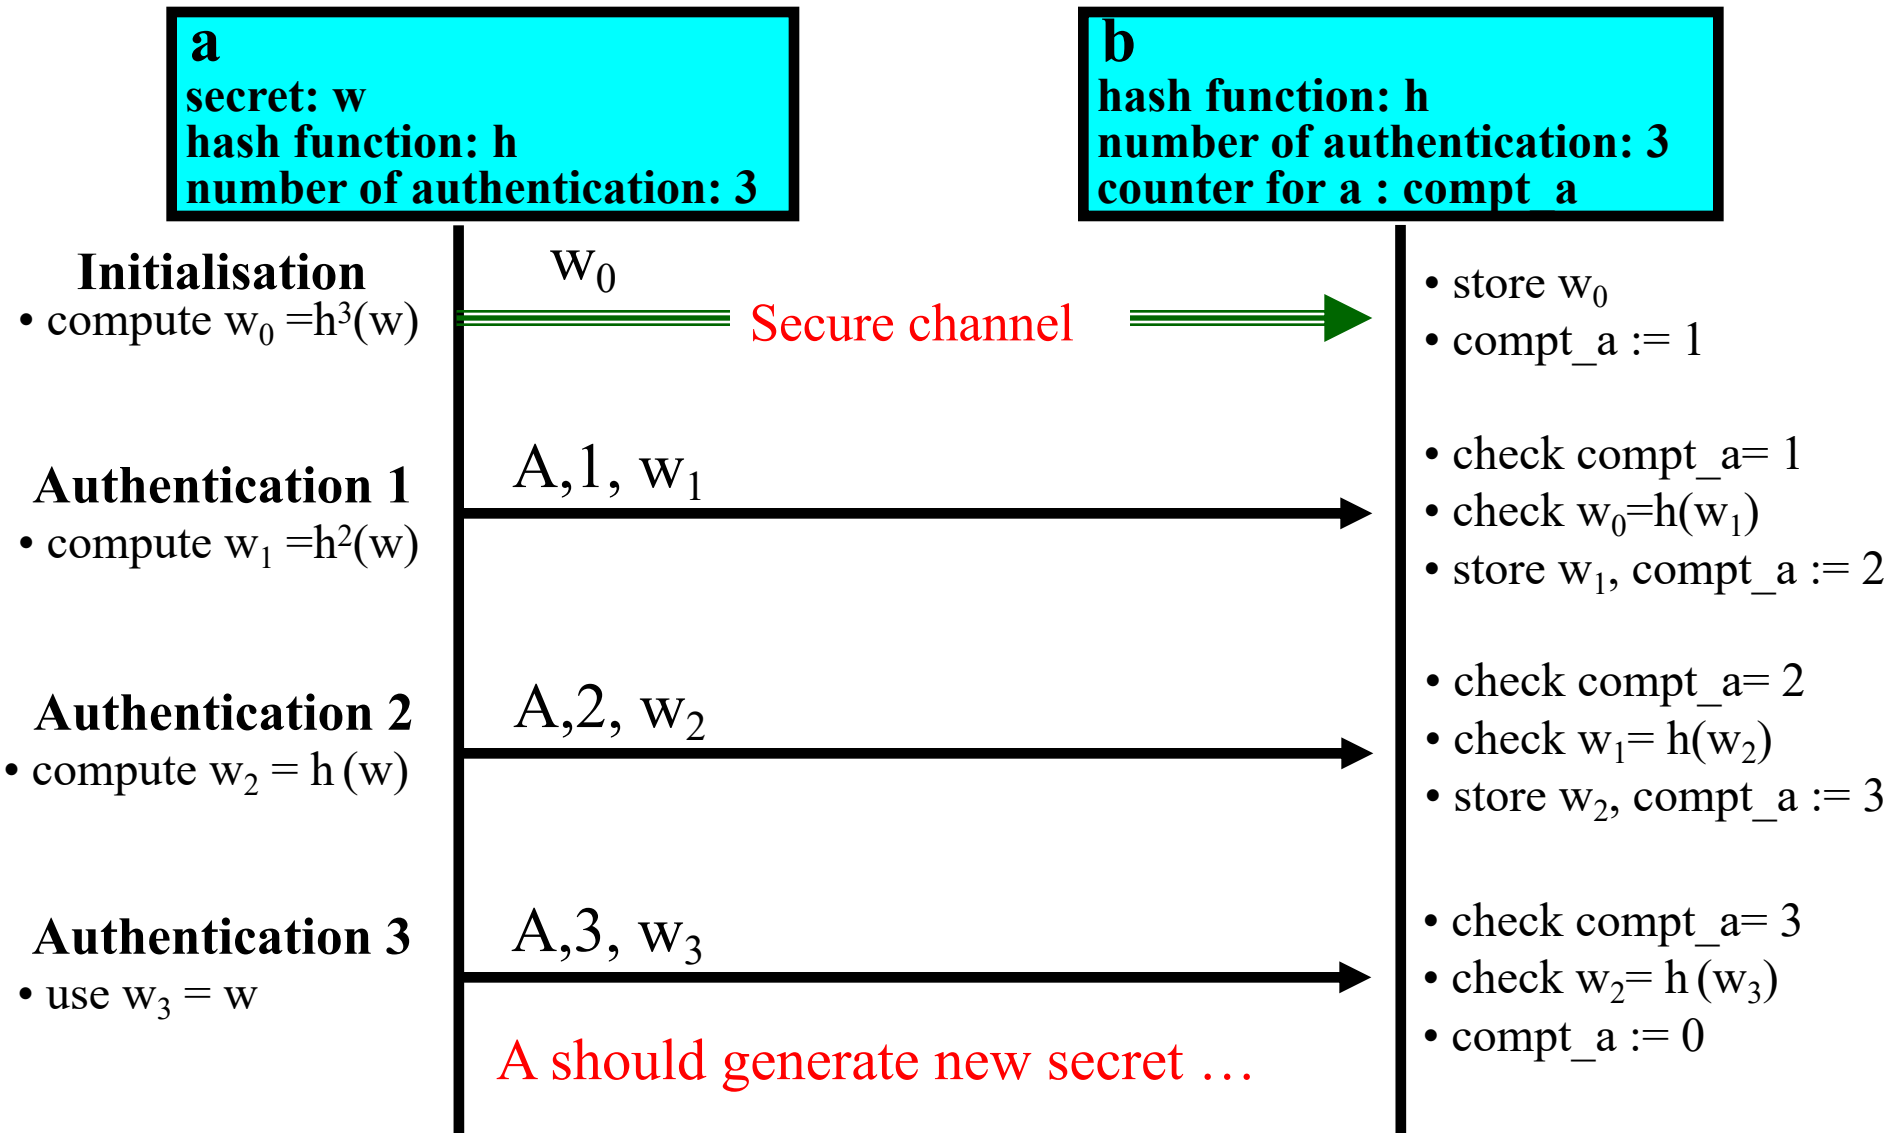 a
secret: w
hash function: h
number of authentication: 3
b
hash function: h
number of authentication: 3
counter for a : compt_a
Initialisation
• compute w₀ =h³(w)
w₀
Secure channel
• store w₀
• compt_a := 1
Authentication 1
• compute w₁ =h²(w)
A,1, w₁
• check compt_a= 1
• check w₀=h(w₁)
• store w₁, compt_a := 2
Authentication 2
• compute w₂ = h (w)
A,2, w₂
• check compt_a= 2
• check w₁= h(w₂)
• store w₂, compt_a := 3
Authentication 3
• use w₃ = w
A,3, w₃
• check compt_a= 3
• check w₂= h (w₃)
• compt_a := 0
A should generate new secret …